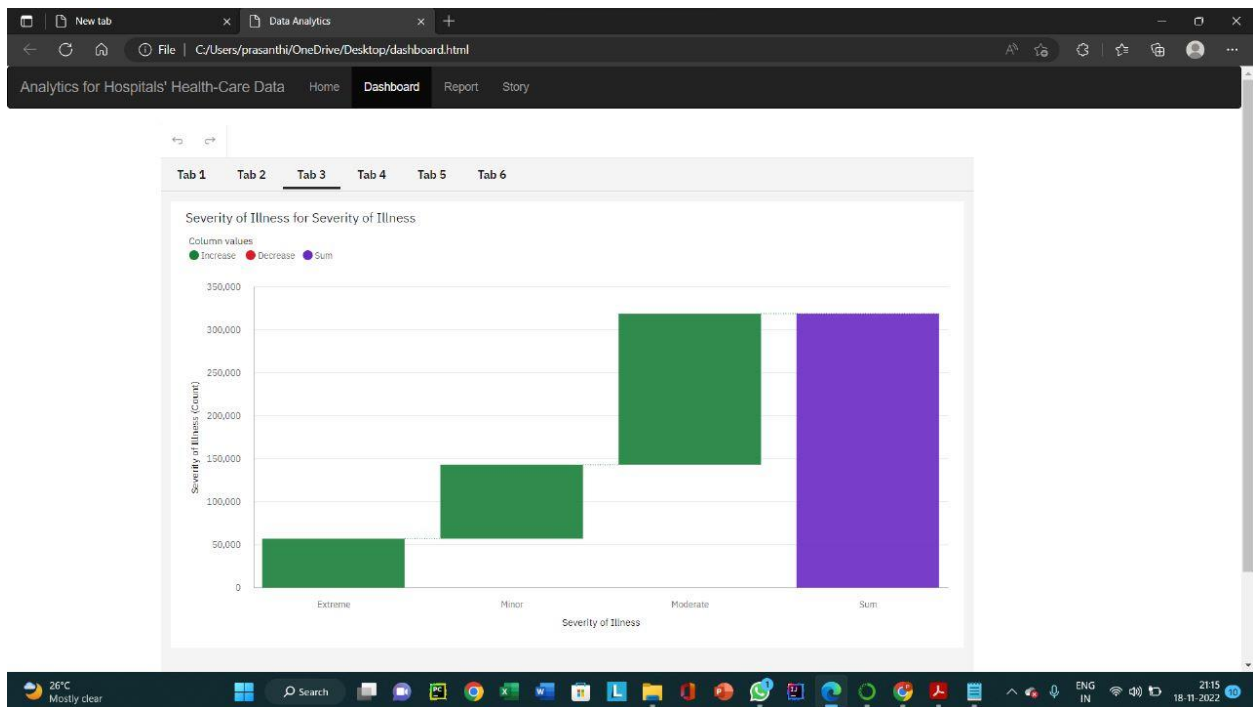 New tab
Data Analytics
File | C:/Users/prasanthi/OneDrive/Desktop/dashboard.html
Analytics for Hospitals' Health-Care Data Home Dashboard Report Story
Tab 1 Tab 2 Tab 3 Tab 4 Tab 5 Tab 6
Severity of Illness for Severity of Illness
Column values
Increase Decrease Sum
350,000
300,000
250,000
200,000
150,000
100,000
50,000
0
Severity of Illness (Count)
Extreme Minor Moderate Sum
Severity of Illness
26°C
Mostly clear
Search
ENG
IN
21:15
18-11-2022
10